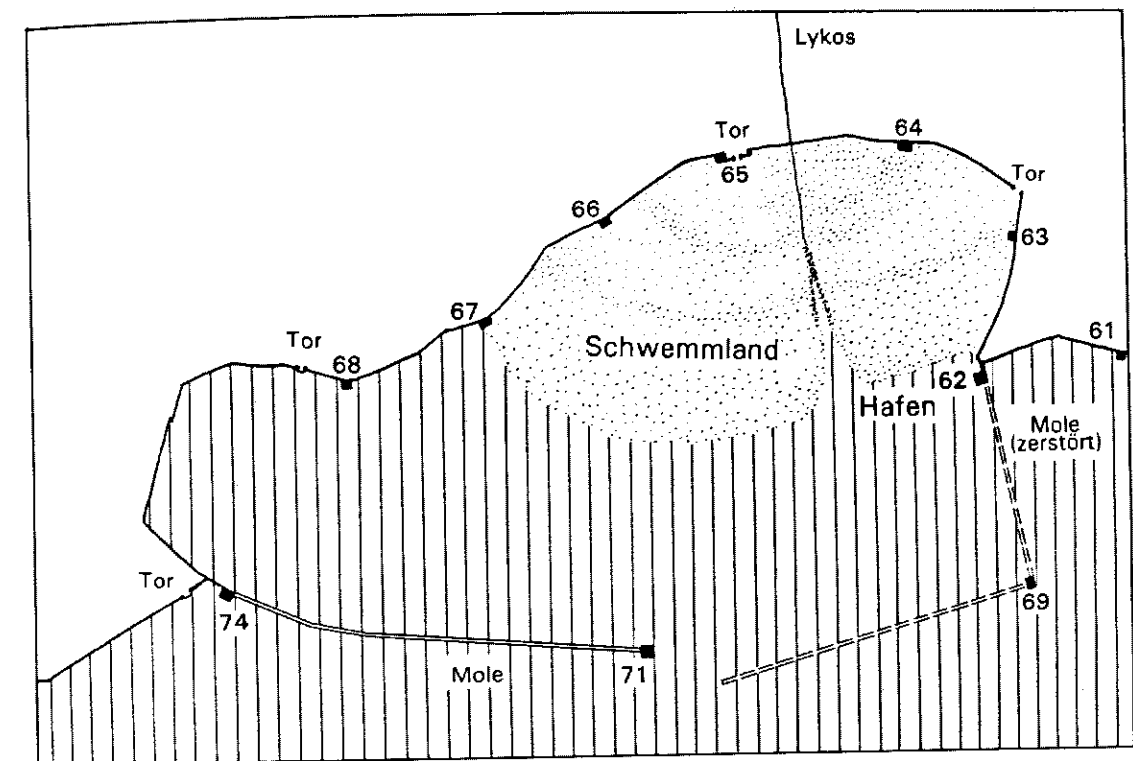 Lykos
Tor
64
65
Tor
66
63
67
61
Tor
Schwemmland
68
62
Hafen
Mole
(zerstört)
Tor
74
69
Mole
71